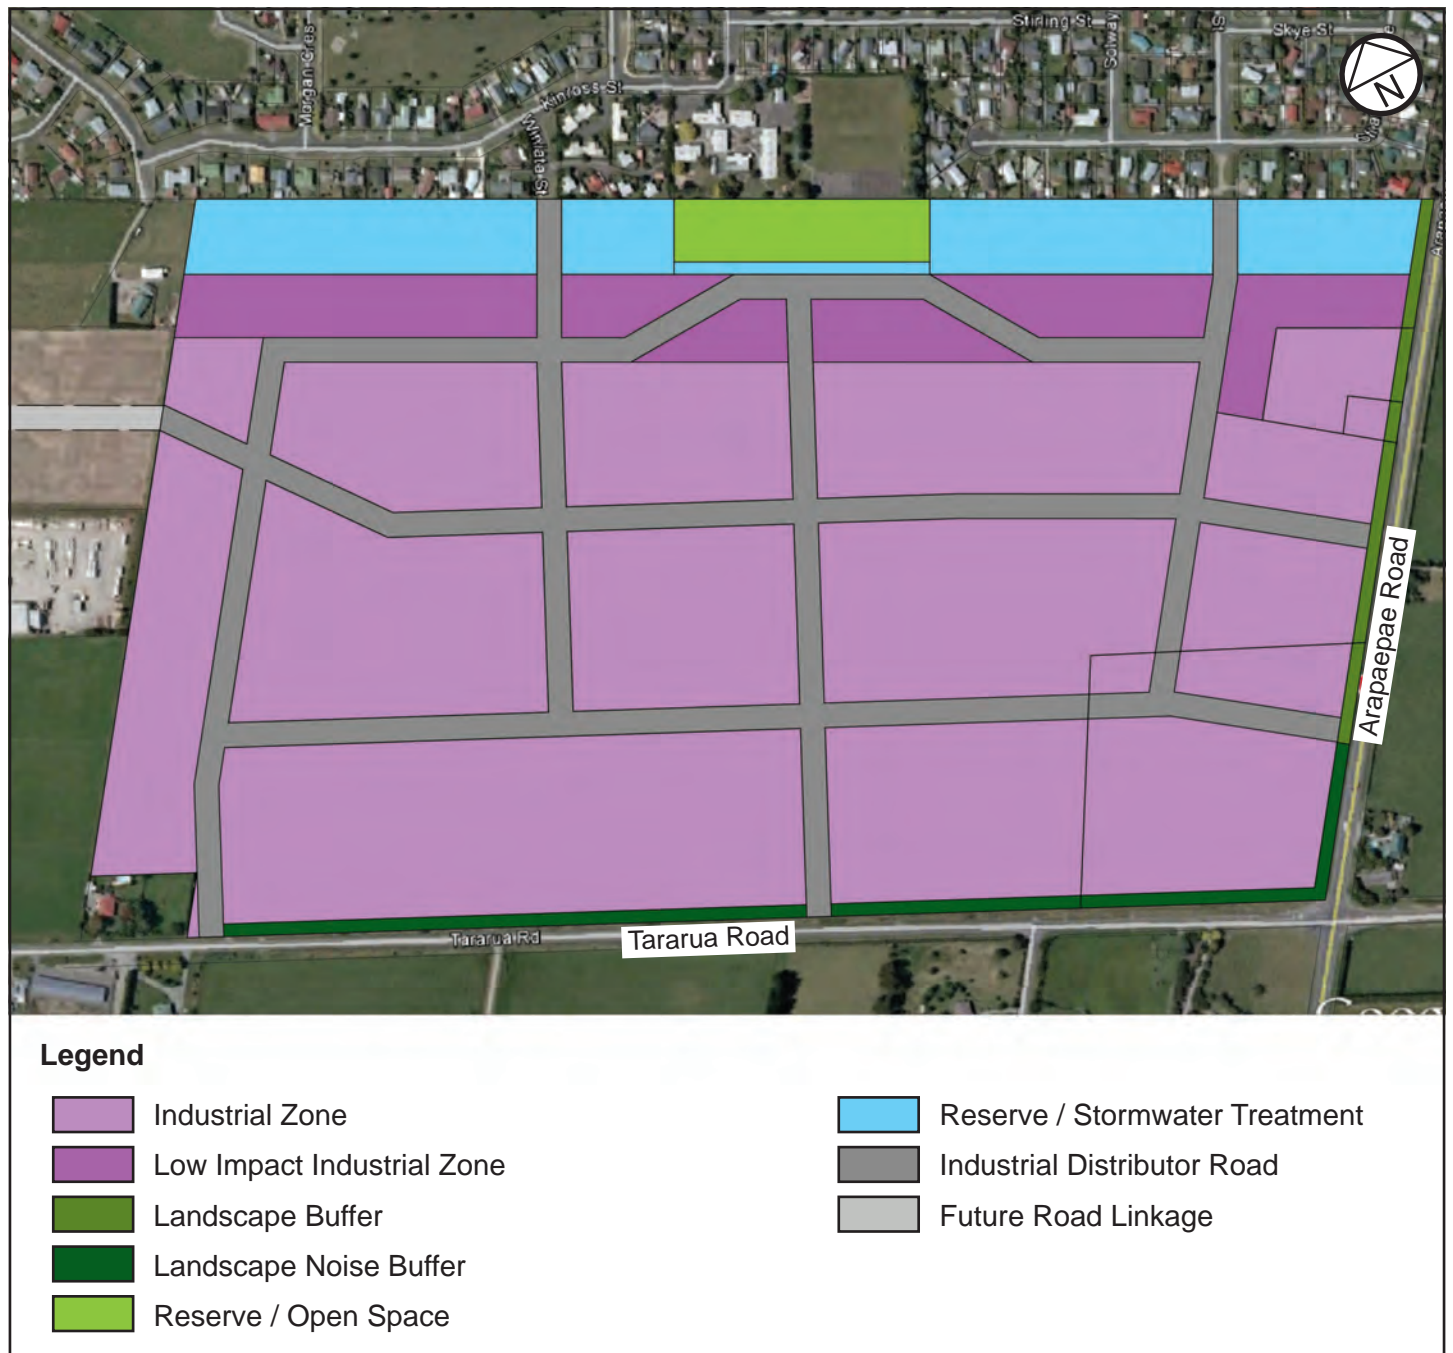 Stirling St
Skye St
Solway
St
Morgan Cres
Kinross St
N
Arapaepae Road
Tararua Rd
Tararua Road
Legend
Industrial Zone
Low Impact Industrial Zone
Landscape Buffer
Landscape Noise Buffer
Reserve / Open Space
Reserve / Stormwater Treatment
Industrial Distributor Road
Future Road Linkage